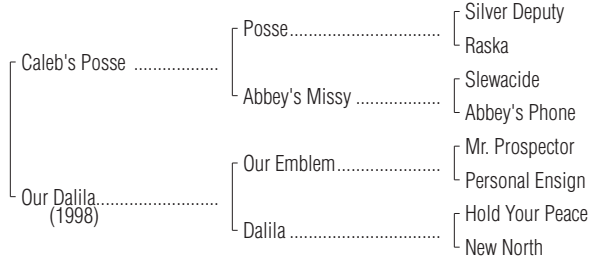 Silver Deputy
Posse..................................
Raska
Caleb's Posse ..................
Slewacide
Abbey's Missy ..................
Abbey's Phone
Mr. Prospector
Our Emblem......................
Personal Ensign
Our Dalila..........................
(1998)
Hold Your Peace
Dalila ................................
New North